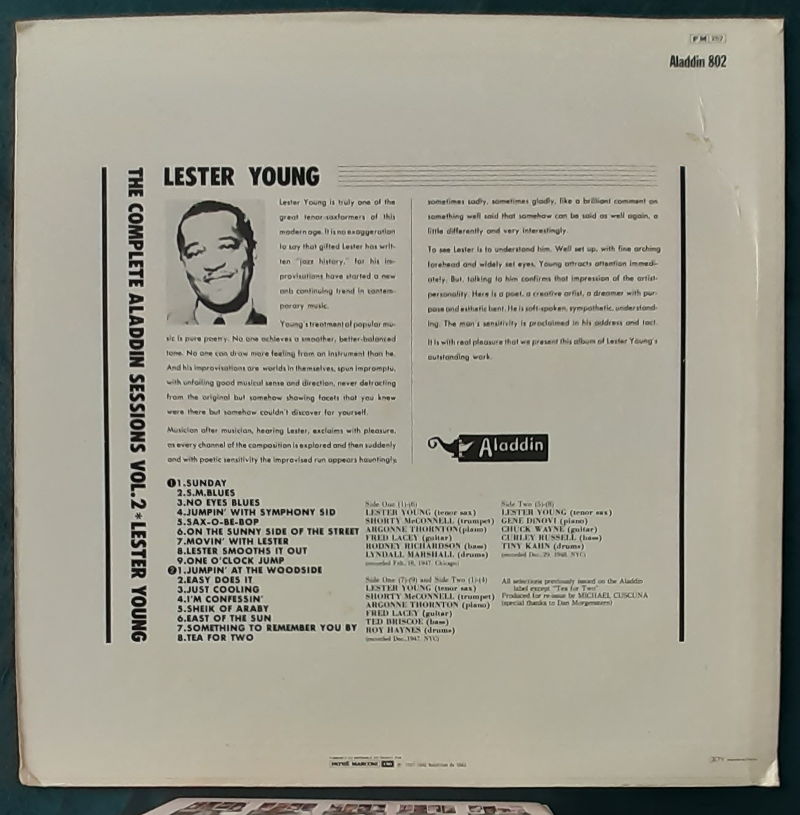 FM 252
Aladdin 802
THE COMPLETE ALADDIN SESSIONS VOL.2 * LESTER YOUNG
LESTER YOUNG
Lester Young is truly one of the
great tenor-saxformers of this
modern age. It is no exaggeration
to say that gifted Lester has writ-
ten "jazz history," for his im-
provisations have started a new
and continuing trend in contem-
porary music.
Young's treatment of popular mu-
sic is pure poetry. No one achieves a smoother, better-balanced
tone. No one can draw more feeling from an instrument than he.
And his improvisations are worlds in themselves, spun impromptu,
with unfailing good musical sense and direction, never detracting
from the original but somehow showing facets that you knew
were there but somehow couldn't discover for yourself.
Musician after musician, hearing Lester, exclaims with pleasure,
as every channel of the composition is explored and then suddenly
and with poetic sensitivity the improvised run appears hauntingly,
sometimes sadly, sometimes gladly, like a brilliant comment on
something well said that somehow can be said as well again, a
little differently and very interestingly.
To see Lester is to understand him. Well set up, with fine arching
forehead and widely set eyes, Young attracts attention immedi-
ately. But, talking to him confirms that impression of the artist-
personality. Here is a poet, a creative artist, a dreamer with pur-
pose and esthetic bent. He is soft-spoken, sympathetic, understand-
ing. The man's sensitivity is proclaimed in his address and tact.
It is with real pleasure that we present this album of Lester Young's
outstanding work.
Aladdin
❶1.SUNDAY
2.S.M.BLUES
3.NO EYES BLUES
4.JUMPIN' WITH SYMPHONY SID
5.SAX-O-BE-BOP
6.ON THE SUNNY SIDE OF THE STREET
7.MOVIN' WITH LESTER
8.LESTER SMOOTHS IT OUT
9.ONE O'CLOCK JUMP
❷1.JUMPIN' AT THE WOODSIDE
2.EASY DOES IT
3.JUST COOLING
4.I'M CONFESSIN'
5.SHEIK OF ARABY
6.EAST OF THE SUN
7.SOMETHING TO REMEMBER YOU BY
8.TEA FOR TWO
Side One (1)-(6)
LESTER YOUNG (tenor sax)
SHORTY McCONNELL (trumpet)
ARGONNE THORNTON (piano)
FRED LACEY (guitar)
RODNEY RICHARDSON (bass)
LYNDALL MARSHALL (drums)
(recorded Feb. 18, 1947, Chicago)
Side One (7)-(9) and Side Two (1)-(4)
LESTER YOUNG (tenor sax)
SHORTY McCONNELL (trumpet)
ARGONNE THORNTON (piano)
FRED LACEY (guitar)
TED BRISCOE (bass)
ROY HAYNES (drums)
(recorded Dec., 1947, NYC)
Side Two (5)-(8)
LESTER YOUNG (tenor sax)
GENE DINOVI (piano)
CHUCK WAYNE (guitar)
CURLEY RUSSELL (bass)
TINY KAHN (drums)
(recorded Dec. 29, 1948, NYC)
All selections previously issued on the Aladdin
label except "Tea for Two"
Produced for re-issue by MICHAEL CUSCUNA
(special thanks to Dan Morgenstern)
PATHÉ MARCONI EMI